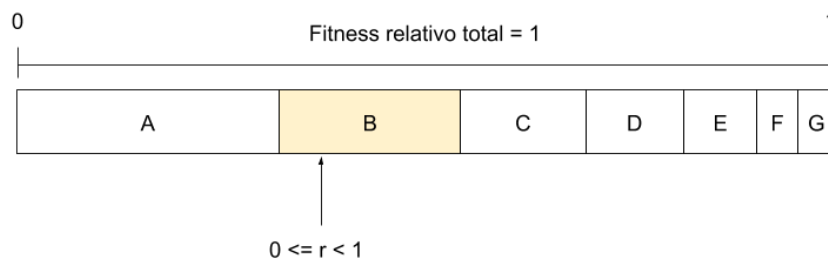 0
Fitness relativo total = 1
A B C D E F G
0 <= r < 1